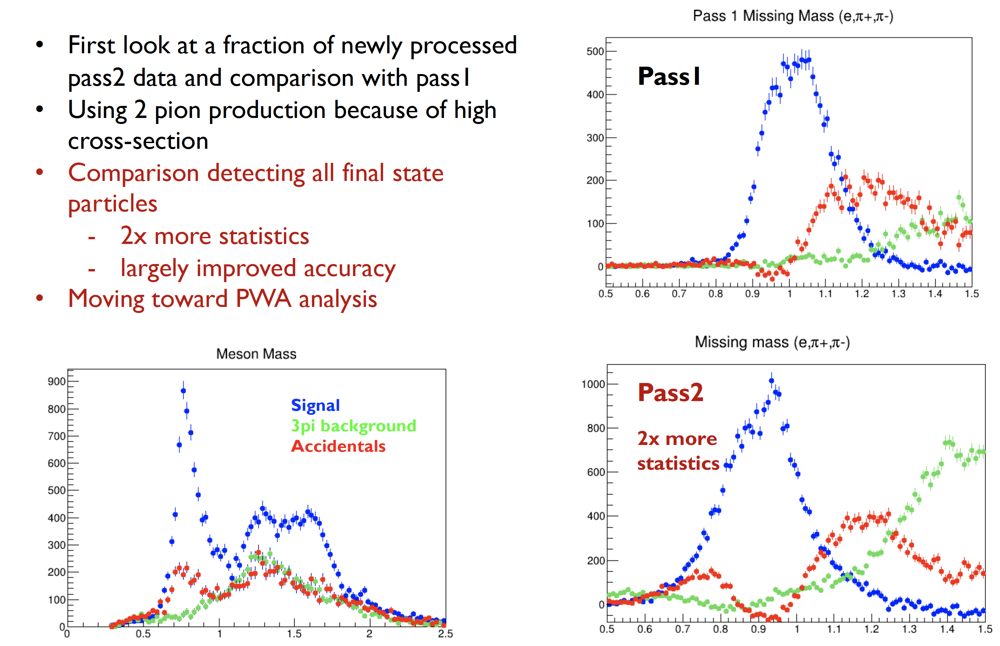 • First look at a fraction of newly processed
pass2 data and comparison with pass1
• Using 2 pion production because of high
cross-section
• Comparison detecting all final state
particles
- 2x more statistics
- largely improved accuracy
• Moving toward PWA analysis
Pass 1 Missing Mass (e,π+,π-)
Pass1
500
400
300
200
100
0
0.5 0.6 0.7 0.8 0.9 1 1.1 1.2 1.3 1.4 1.5
Meson Mass
Signal
3pi background
Accidentals
900
800
700
600
500
400
300
200
100
0
0 0.5 1 1.5 2 2.5
Missing mass (e,π+,π-)
Pass2
2x more
statistics
1000
800
600
400
200
0
0.5 0.6 0.7 0.8 0.9 1 1.1 1.2 1.3 1.4 1.5